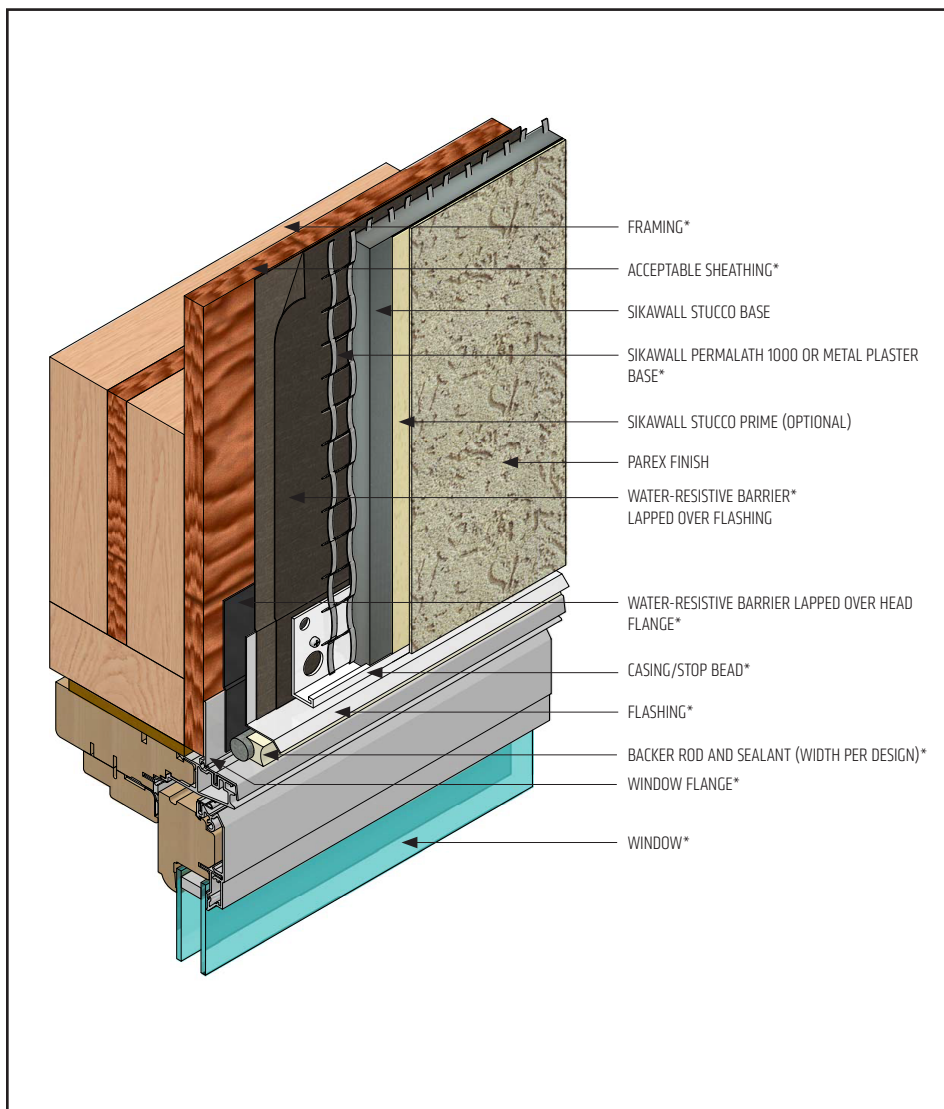 FRAMING*
ACCEPTABLE SHEATHING*
SIKAWALL STUCCO BASE
SIKAWALL PERMALATH 1000 OR METAL PLASTER
BASE*
SIKAWALL STUCCO PRIME (OPTIONAL)
PAREX FINISH
WATER-RESISTIVE BARRIER*
LAPPED OVER FLASHING
WATER-RESISTIVE BARRIER LAPPED OVER HEAD
FLANGE*
CASING/STOP BEAD*
FLASHING*
BACKER ROD AND SEALANT (WIDTH PER DESIGN)*
WINDOW FLANGE*
WINDOW*